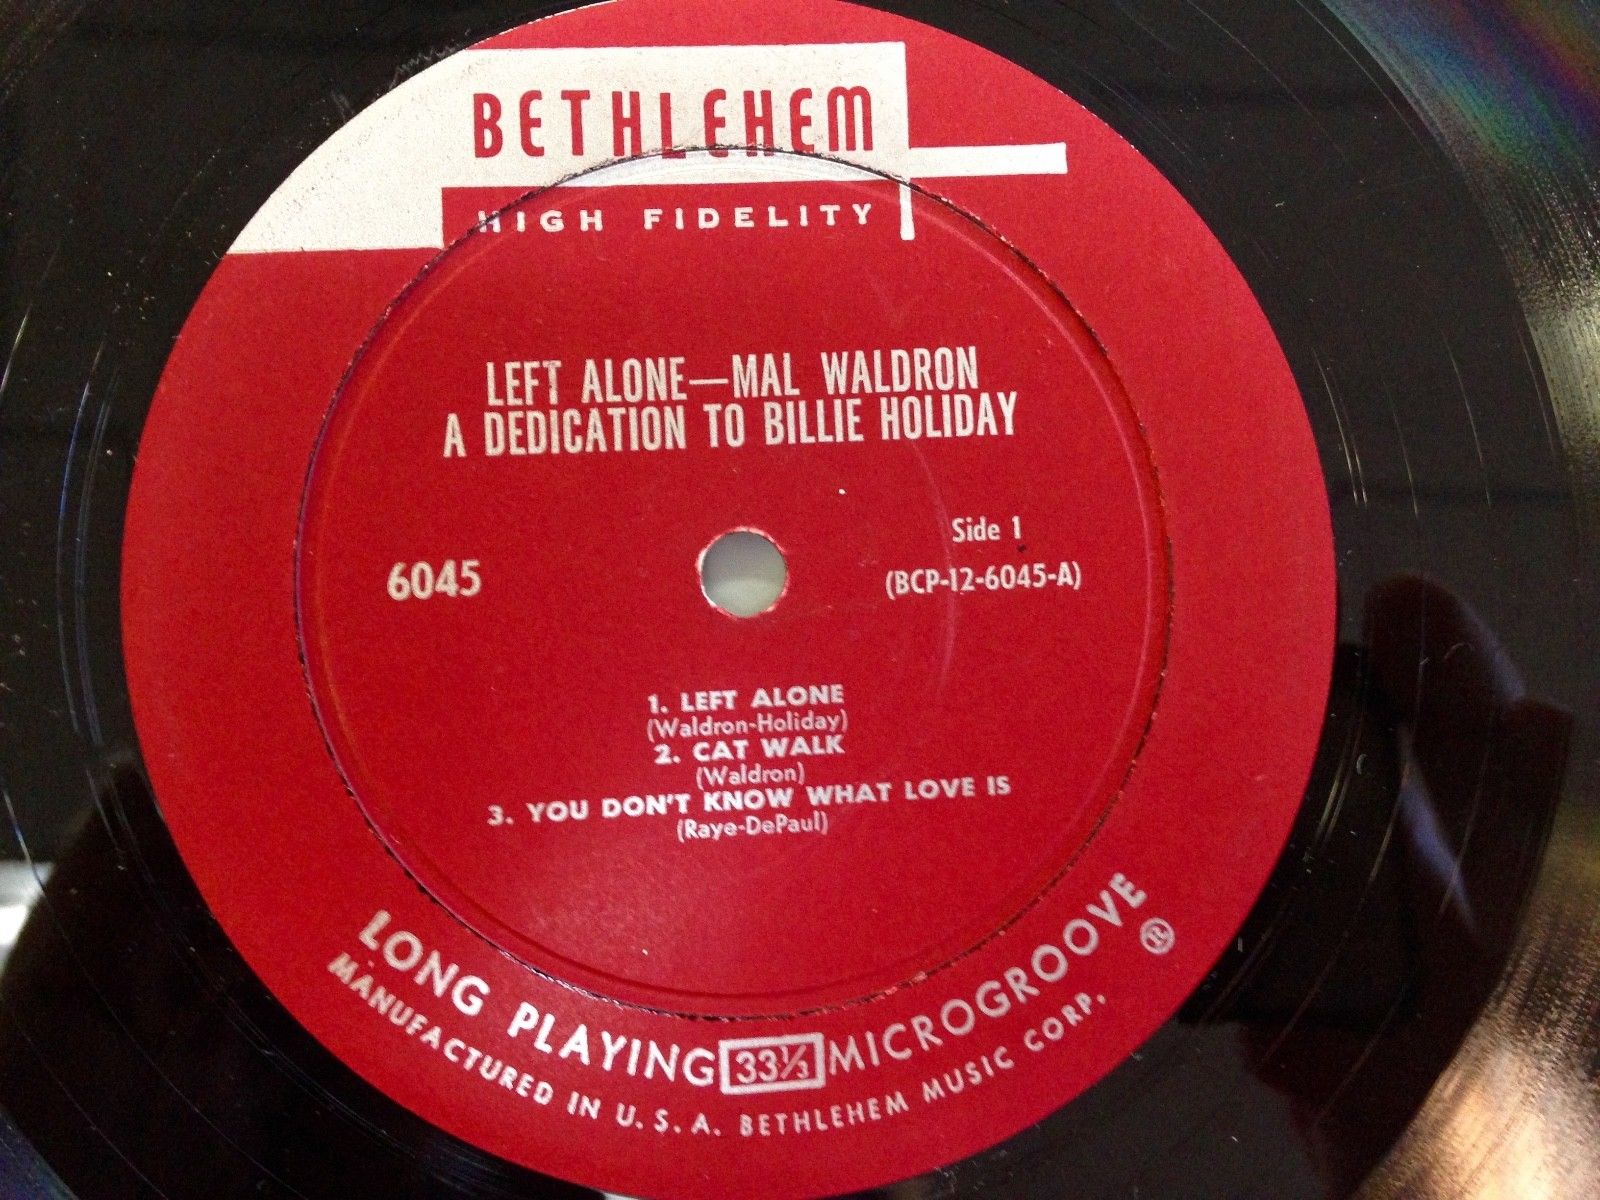 BETHLEHEM
HIGH FIDELITY
LEFT ALONE—MAL WALDRON
A DEDICATION TO BILLIE HOLIDAY
6045
Side 1
(BCP-12-6045-A)
1. LEFT ALONE
(Waldron-Holiday)
2. CAT WALK
(Waldron)
3. YOU DON'T KNOW WHAT LOVE IS
(Raye-DePaul)
LONG PLAYING 33⅓ MICROGROOVE ®
MANUFACTURED IN U.S.A. BETHLEHEM MUSIC CORP.